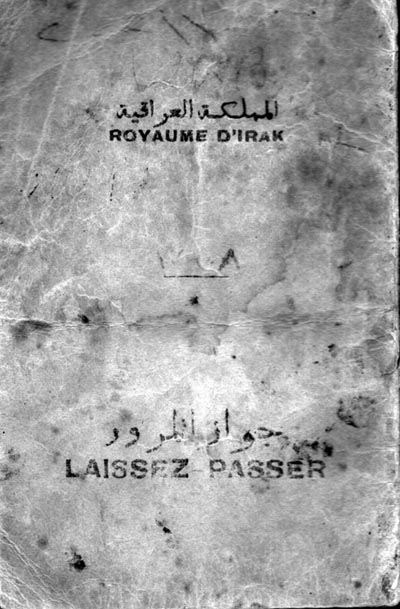 المملكة العراقية
ROYAUME D'IRAK
جواز المرور
LAISSEZ-PASSER